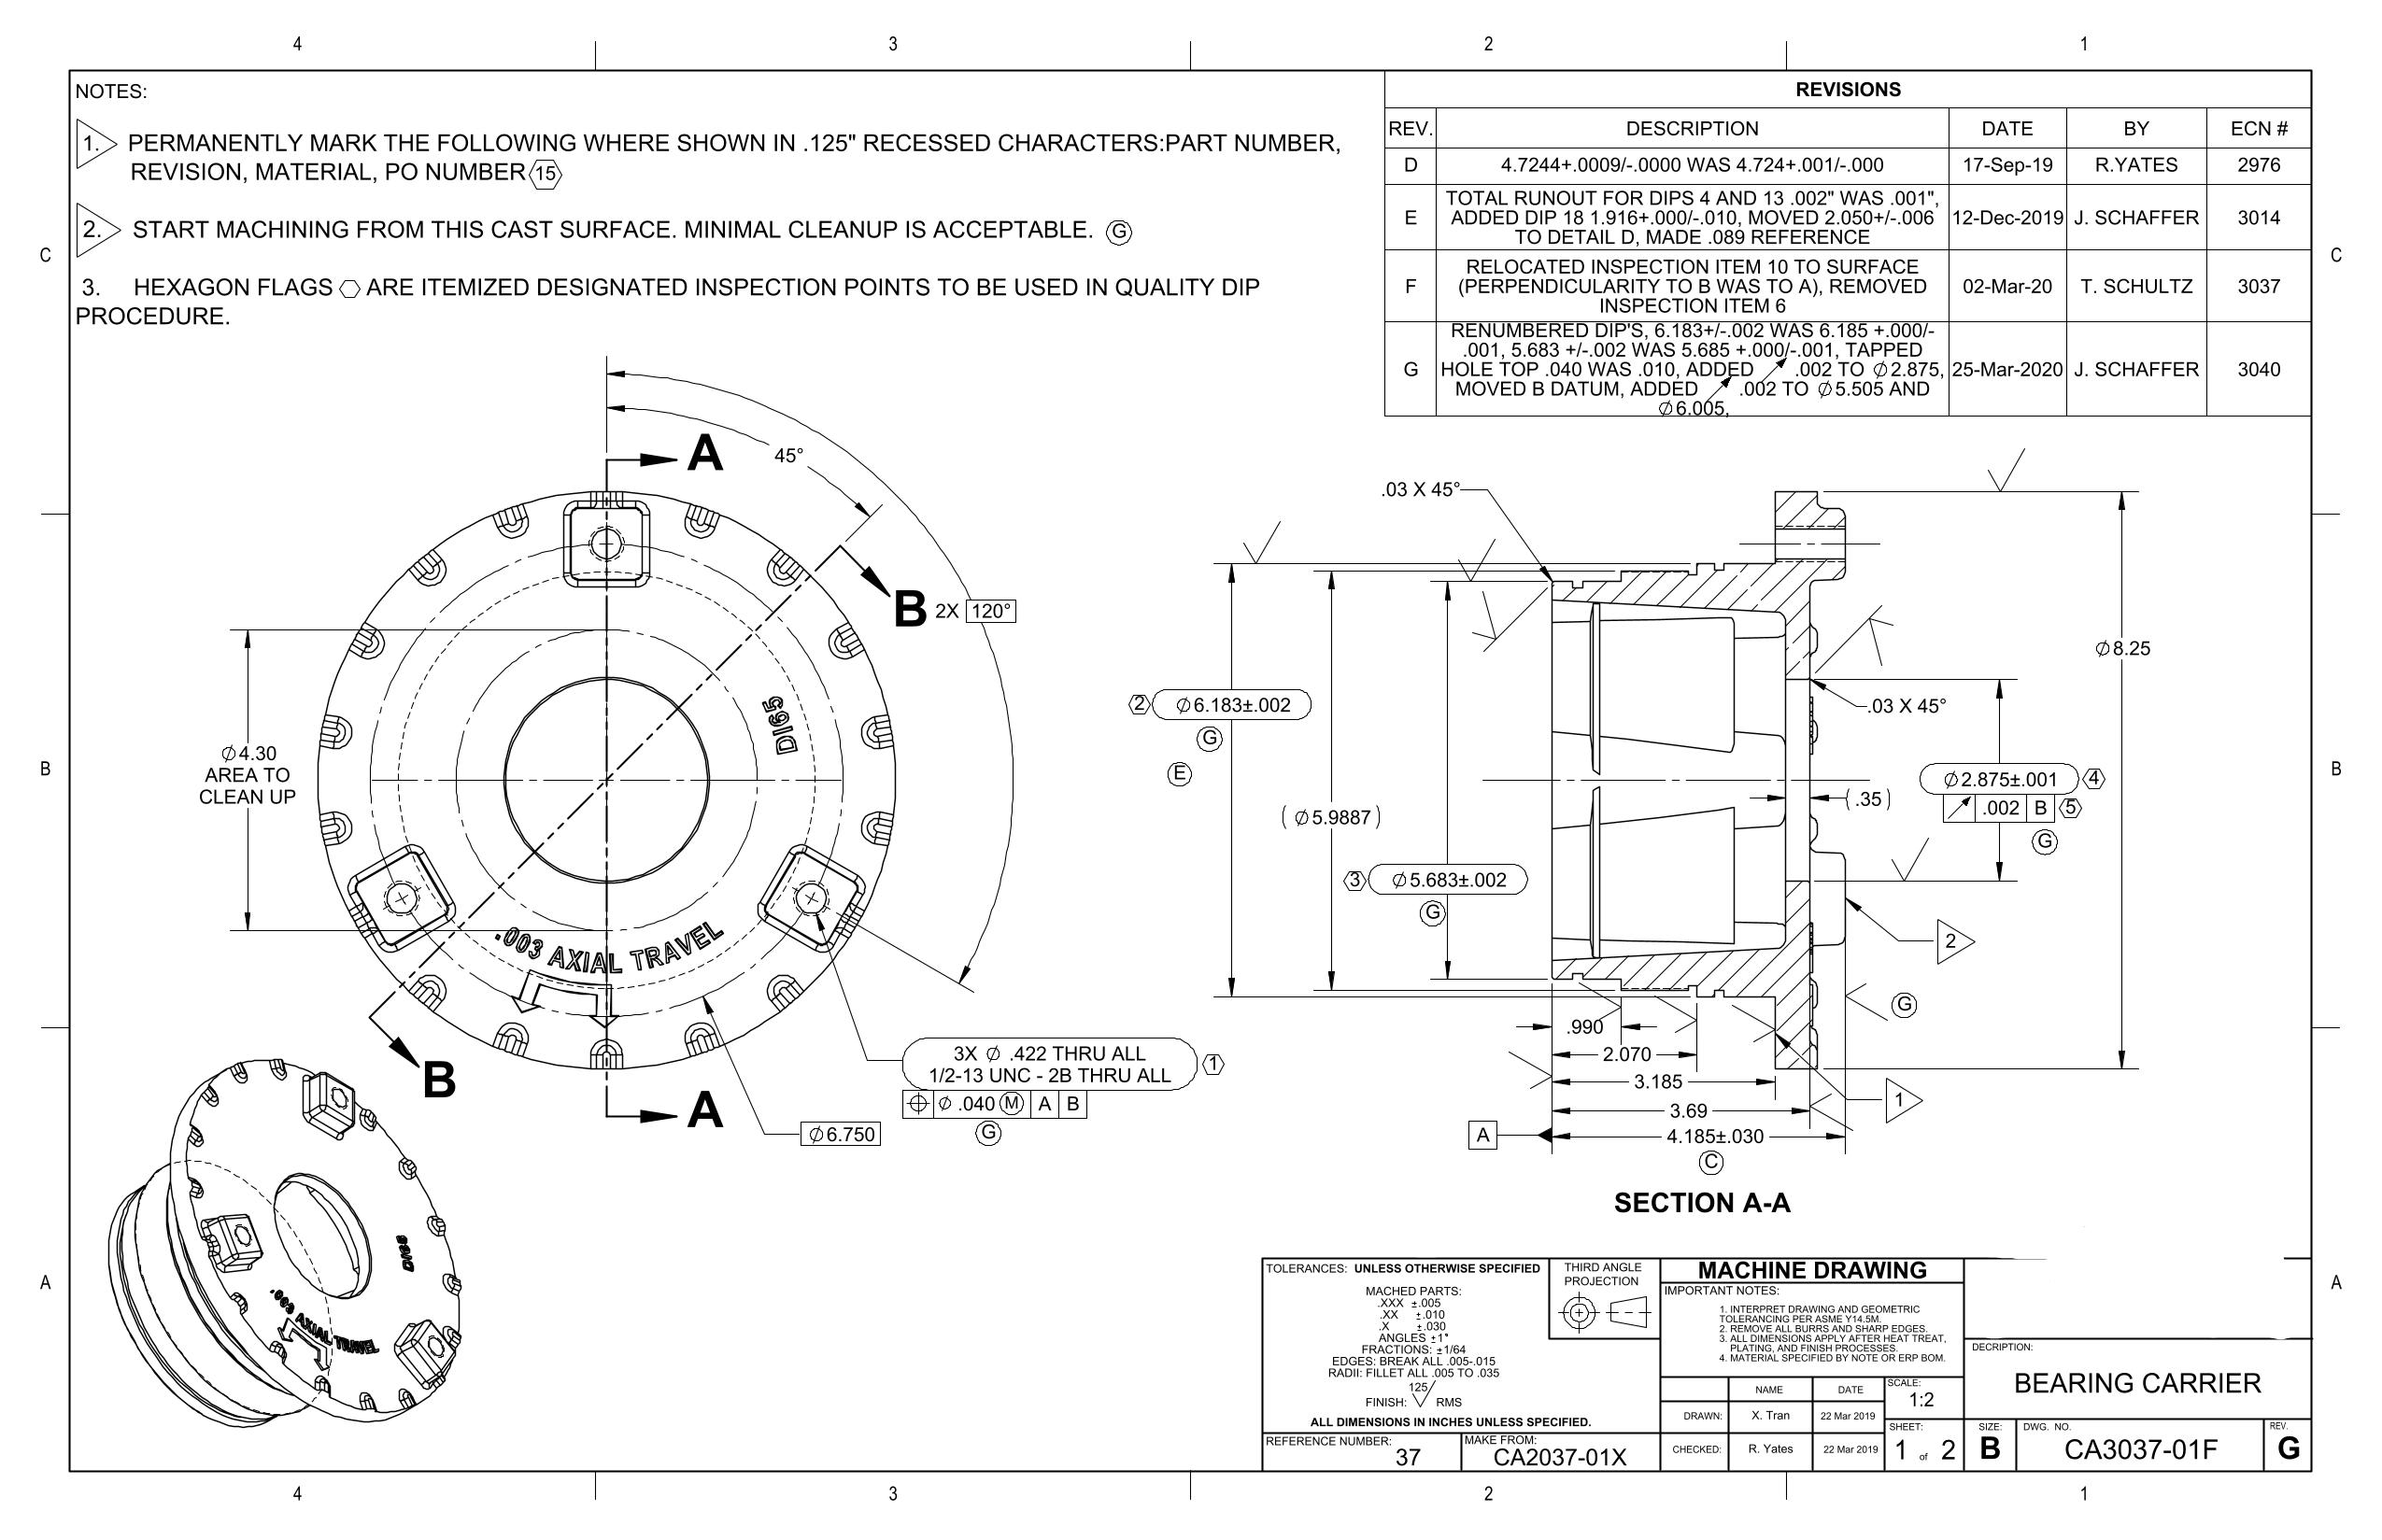 4 3 2 1
NOTES:
1. PERMANENTLY MARK THE FOLLOWING WHERE SHOWN IN .125" RECESSED CHARACTERS:PART NUMBER,
REVISION, MATERIAL, PO NUMBER 15
2. START MACHINING FROM THIS CAST SURFACE. MINIMAL CLEANUP IS ACCEPTABLE. G
3. HEXAGON FLAGS ⬡ ARE ITEMIZED DESIGNATED INSPECTION POINTS TO BE USED IN QUALITY DIP
PROCEDURE.
REVISIONS
REV. DESCRIPTION DATE BY ECN #
D 4.7244+.0009/-.0000 WAS 4.724+.001/-.000 17-Sep-19 R.YATES 2976
TOTAL RUNOUT FOR DIPS 4 AND 13 .002" WAS .001",
E ADDED DIP 18 1.916+.000/-.010, MOVED 2.050+/-.006 12-Dec-2019 J. SCHAFFER 3014
TO DETAIL D, MADE .089 REFERENCE
RELOCATED INSPECTION ITEM 10 TO SURFACE
F (PERPENDICULARITY TO B WAS TO A), REMOVED 02-Mar-20 T. SCHULTZ 3037
INSPECTION ITEM 6
RENUMBERED DIP'S, 6.183+/-.002 WAS 6.185 +.000/-
.001, 5.683 +/-.002 WAS 5.685 +.000/-.001, TAPPED
G HOLE TOP .040 WAS .010, ADDED ↗ .002 TO ∅2.875, 25-Mar-2020 J. SCHAFFER 3040
MOVED B DATUM, ADDED ↗ .002 TO ∅5.505 AND
∅6.005,
C C
A
45°
B
2X 120°
DI65
∅4.30
AREA TO
CLEAN UP
.003 AXIAL TRAVEL
B
A
3X ∅ .422 THRU ALL
1/2-13 UNC - 2B THRU ALL
1
⌖ ∅ .040 Ⓜ A B
G
∅6.750
DI65
.003 AXIAL TRAVEL
.03 X 45°
∅8.25
2 ∅6.183±.002
G
E
.03 X 45°
∅2.875±.001 4
↗ .002 B 5
G
(.35)
(∅5.9887)
3 ∅5.683±.002
G
2
G
.990
2.070
3.185
1
3.69
A
4.185±.030
C
SECTION A-A
B B
A A
TOLERANCES: UNLESS OTHERWISE SPECIFIED
MACHED PARTS:
.XXX ±.005
.XX ±.010
.X ±.030
ANGLES ±1°
FRACTIONS: ±1/64
EDGES: BREAK ALL .005-.015
RADII: FILLET ALL .005 TO .035
125
FINISH: √ RMS
ALL DIMENSIONS IN INCHES UNLESS SPECIFIED.
REFERENCE NUMBER:
37
MAKE FROM:
CA2037-01X
THIRD ANGLE
PROJECTION
MACHINE DRAWING
IMPORTANT NOTES:
1. INTERPRET DRAWING AND GEOMETRIC
TOLERANCING PER ASME Y14.5M.
2. REMOVE ALL BURRS AND SHARP EDGES.
3. ALL DIMENSIONS APPLY AFTER HEAT TREAT,
PLATING, AND FINISH PROCESSES.
4. MATERIAL SPECIFIED BY NOTE OR ERP BOM.
NAME DATE
DRAWN: X. Tran 22 Mar 2019
CHECKED: R. Yates 22 Mar 2019
SCALE:
1:2
SHEET:
1 of 2
DECRIPTION:
BEARING CARRIER
SIZE:
B
DWG. NO.
CA3037-01F
REV.
G
4 3 2 1